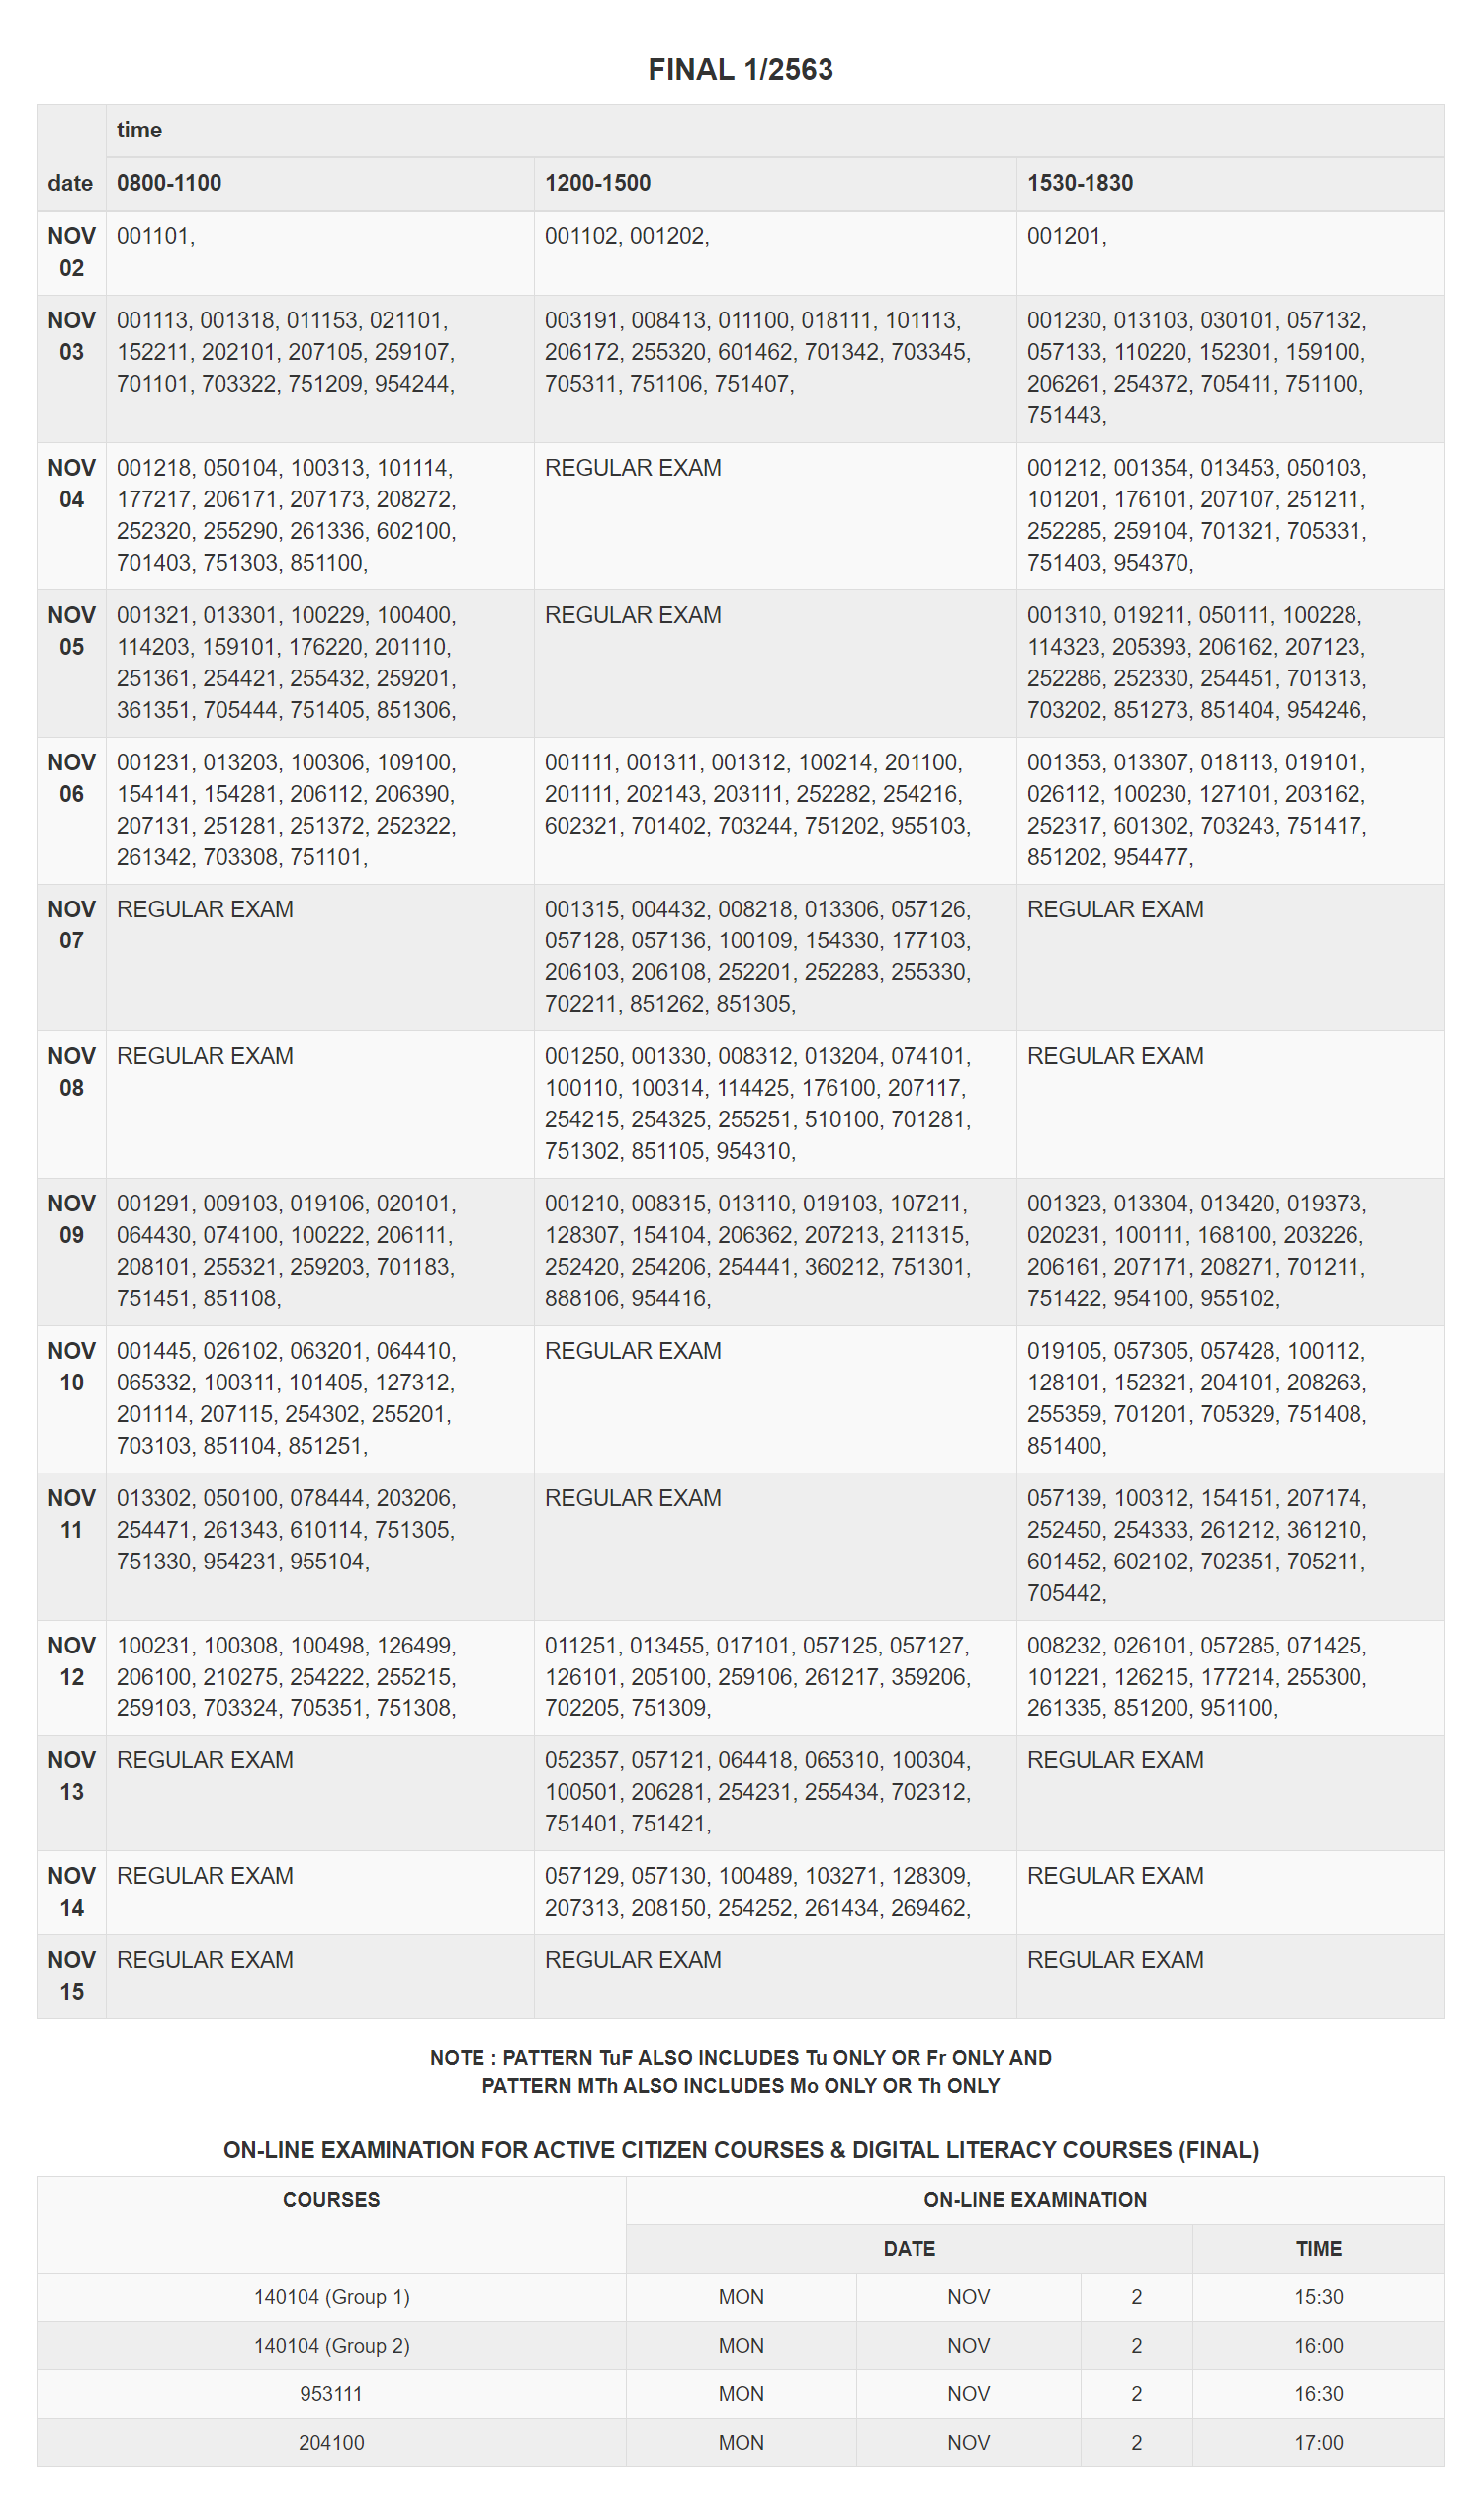 FINAL 1/2563
time
date 0800-1100 1200-1500 1530-1830
NOV 001101, 001102, 001202, 001201,
02
NOV 001113, 001318, 011153, 021101, 003191, 008413, 011100, 018111, 101113, 001230, 013103, 030101, 057132,
03 152211, 202101, 207105, 259107, 206172, 255320, 601462, 701342, 703345, 057133, 110220, 152301, 159100,
701101, 703322, 751209, 954244, 705311, 751106, 751407, 206261, 254372, 705411, 751100,
751443,
NOV 001218, 050104, 100313, 101114, REGULAR EXAM 001212, 001354, 013453, 050103,
04 177217, 206171, 207173, 208272, 101201, 176101, 207107, 251211,
252320, 255290, 261336, 602100, 252285, 259104, 701321, 705331,
701403, 751303, 851100, 751403, 954370,
NOV 001321, 013301, 100229, 100400, REGULAR EXAM 001310, 019211, 050111, 100228,
05 114203, 159101, 176220, 201110, 114323, 205393, 206162, 207123,
251361, 254421, 255432, 259201, 252286, 252330, 254451, 701313,
361351, 705444, 751405, 851306, 703202, 851273, 851404, 954246,
NOV 001231, 013203, 100306, 109100, 001111, 001311, 001312, 100214, 201100, 001353, 013307, 018113, 019101,
06 154141, 154281, 206112, 206390, 201111, 202143, 203111, 252282, 254216, 026112, 100230, 127101, 203162,
207131, 251281, 251372, 252322, 602321, 701402, 703244, 751202, 955103, 252317, 601302, 703243, 751417,
261342, 703308, 751101, 851202, 954477,
NOV REGULAR EXAM 001315, 004432, 008218, 013306, 057126, REGULAR EXAM
07 057128, 057136, 100109, 154330, 177103,
206103, 206108, 252201, 252283, 255330,
702211, 851262, 851305,
NOV REGULAR EXAM 001250, 001330, 008312, 013204, 074101, REGULAR EXAM
08 100110, 100314, 114425, 176100, 207117,
254215, 254325, 255251, 510100, 701281,
751302, 851105, 954310,
NOV 001291, 009103, 019106, 020101, 001210, 008315, 013110, 019103, 107211, 001323, 013304, 013420, 019373,
09 064430, 074100, 100222, 206111, 128307, 154104, 206362, 207213, 211315, 020231, 100111, 168100, 203226,
208101, 255321, 259203, 701183, 252420, 254206, 254441, 360212, 751301, 206161, 207171, 208271, 701211,
751451, 851108, 888106, 954416, 751422, 954100, 955102,
NOV 001445, 026102, 063201, 064410, REGULAR EXAM 019105, 057305, 057428, 100112,
10 065332, 100311, 101405, 127312, 128101, 152321, 204101, 208263,
201114, 207115, 254302, 255201, 255359, 701201, 705329, 751408,
703103, 851104, 851251, 851400,
NOV 013302, 050100, 078444, 203206, REGULAR EXAM 057139, 100312, 154151, 207174,
11 254471, 261343, 610114, 751305, 252450, 254333, 261212, 361210,
751330, 954231, 955104, 601452, 602102, 702351, 705211,
705442,
NOV 100231, 100308, 100498, 126499, 011251, 013455, 017101, 057125, 057127, 008232, 026101, 057285, 071425,
12 206100, 210275, 254222, 255215, 126101, 205100, 259106, 261217, 359206, 101221, 126215, 177214, 255300,
259103, 703324, 705351, 751308, 702205, 751309, 261335, 851200, 951100,
NOV REGULAR EXAM 052357, 057121, 064418, 065310, 100304, REGULAR EXAM
13 100501, 206281, 254231, 255434, 702312,
751401, 751421,
NOV REGULAR EXAM 057129, 057130, 100489, 103271, 128309, REGULAR EXAM
14 207313, 208150, 254252, 261434, 269462,
NOV REGULAR EXAM REGULAR EXAM REGULAR EXAM
15
NOTE : PATTERN TuF ALSO INCLUDES Tu ONLY OR Fr ONLY AND
PATTERN MTh ALSO INCLUDES Mo ONLY OR Th ONLY
ON-LINE EXAMINATION FOR ACTIVE CITIZEN COURSES & DIGITAL LITERACY COURSES (FINAL)
COURSES ON-LINE EXAMINATION
DATE TIME
140104 (Group 1) MON NOV 2 15:30
140104 (Group 2) MON NOV 2 16:00
953111 MON NOV 2 16:30
204100 MON NOV 2 17:00